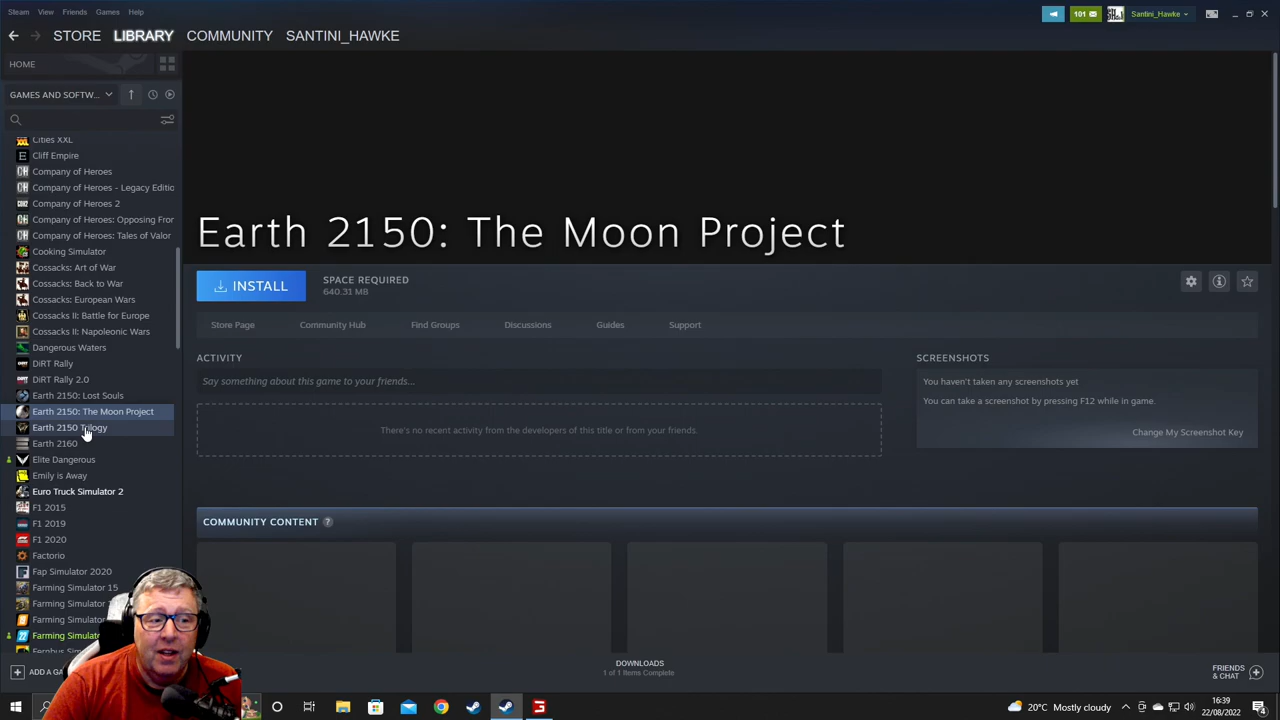 Steam View Friends Games Help
101
Santini_Hawke
STORE LIBRARY COMMUNITY SANTINI_HAWKE
HOME
GAMES AND SOFTW...
Cities XXL
Cliff Empire
Company of Heroes
Company of Heroes - Legacy Editio
Company of Heroes 2
Company of Heroes: Opposing Fron
Company of Heroes: Tales of Valor
Cooking Simulator
Cossacks: Art of War
Cossacks: Back to War
Cossacks: European Wars
Cossacks II: Battle for Europe
Cossacks II: Napoleonic Wars
Dangerous Waters
DiRT Rally
DiRT Rally 2.0
Earth 2150: Lost Souls
Earth 2150: The Moon Project
Earth 2150 Trilogy
Earth 2160
Elite Dangerous
Emily is Away
Euro Truck Simulator 2
F1 2015
F1 2019
F1 2020
Factorio
Fap Simulator 2020
Farming Simulator 15
Farming Simulator
Farming Simulat
Farming Simulat
ADD A GA
Earth 2150: The Moon Project
INSTALL
SPACE REQUIRED
640.31 MB
Store Page Community Hub Find Groups Discussions Guides Support
ACTIVITY
Say something about this game to your friends...
There's no recent activity from the developers of this title or from your friends.
SCREENSHOTS
You haven't taken any screenshots yet
You can take a screenshot by pressing F12 while in game.
Change My Screenshot Key
COMMUNITY CONTENT ?
DOWNLOADS
1 of 1 Items Complete
FRIENDS
& CHAT
20°C Mostly cloudy
16:39
22/08/2022